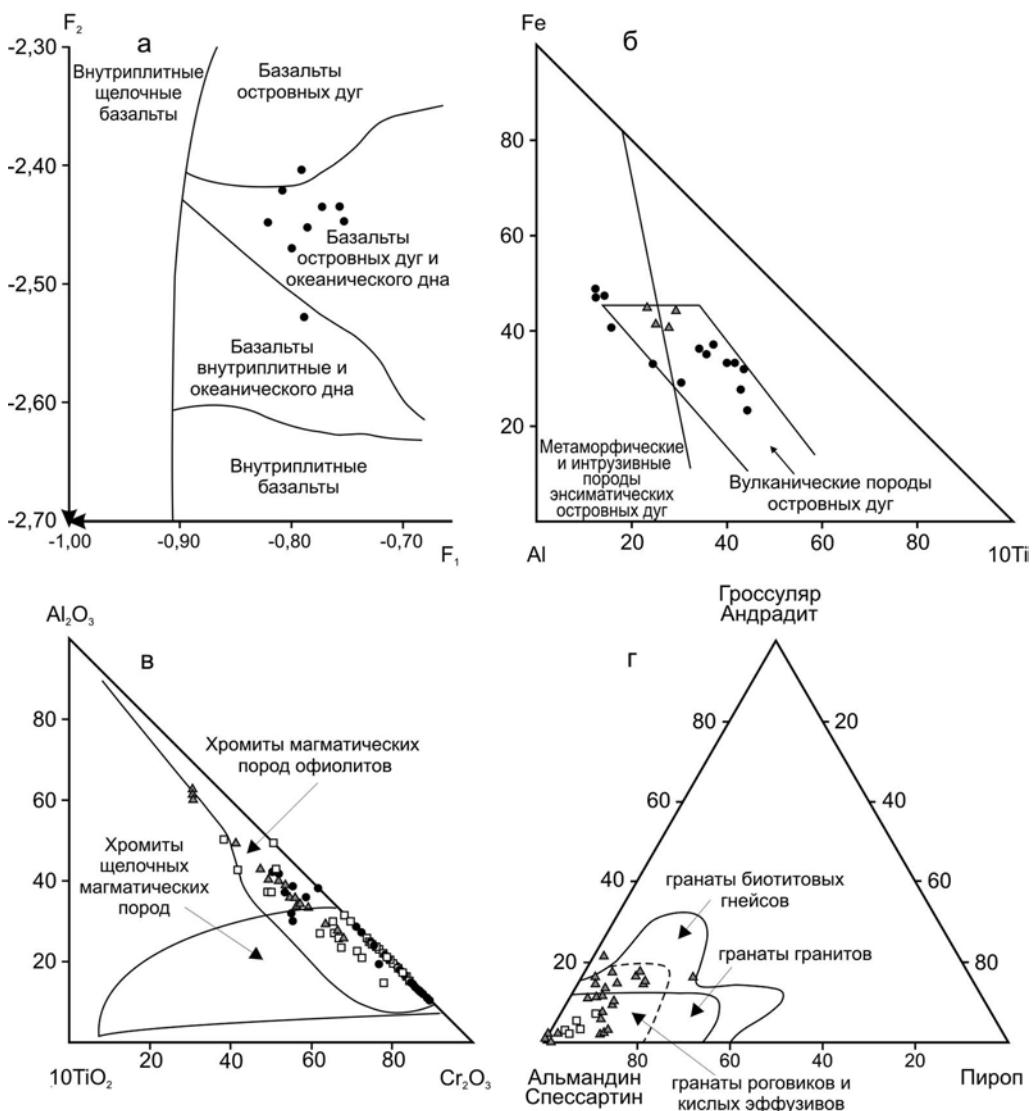 F₂
а
-2,30
-2,40
-2,50
-2,60
-2,70
Внутриплитные
щелочные
базальты
Базальты
островных дуг
Базальты
островных дуг и
океанического дна
Базальты
внутриплитные и
океанического дна
Внутриплитные
базальты
-1,00
-0,90
-0,80
-0,70
F₁
Fe
б
80
60
40
20
Метаморфические
и интрузивные
породы
энсиматических
островных дуг
Вулканические породы
островных дуг
Al
20
40
60
80
10Ti
Al₂O₃
в
80
60
40
20
Хромиты магматических
пород офиолитов
Хромиты
щелочных
магматических
пород
10TiO₂
20
40
60
80
Cr₂O₃
Гроссуляр
Андрадит
г
80
20
60
40
40
60
20
80
гранаты биотитовых
гнейсов
гранаты гранитов
Альмандин
Спессартин
80
60
40
20
Пироп
гранаты роговиков и
кислых эффузивов